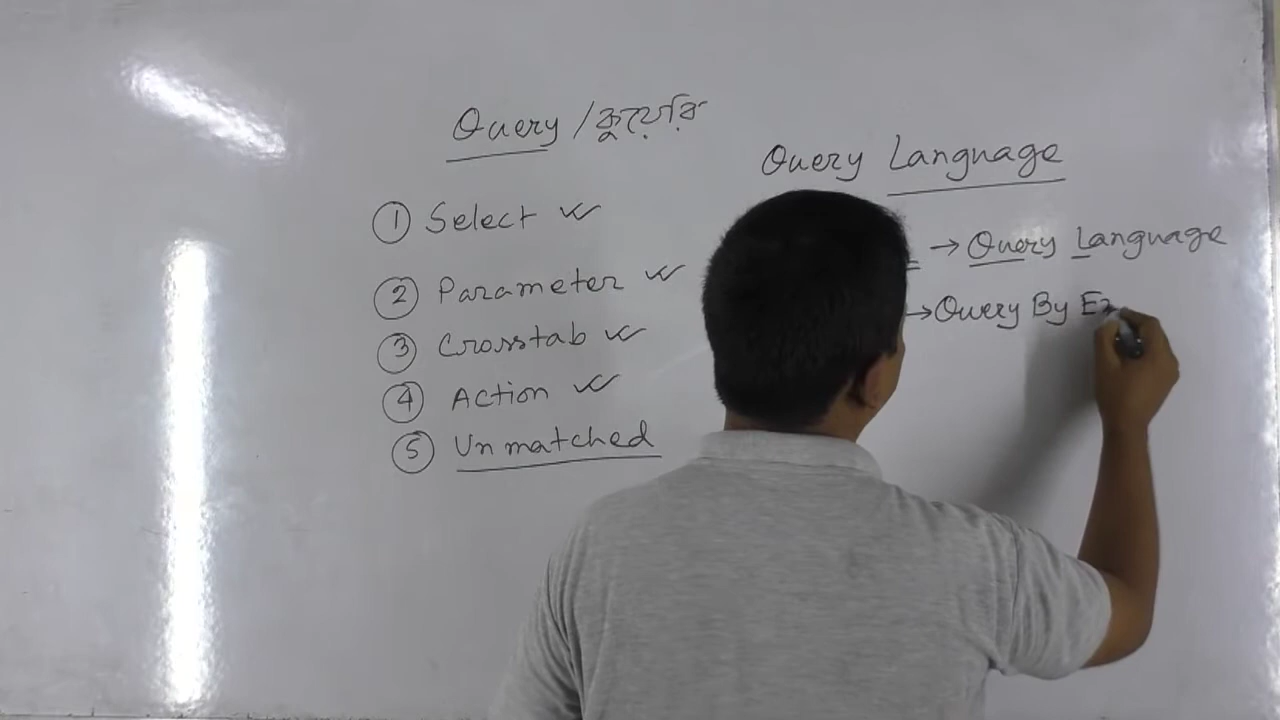 Query / কুয়েরি
① Select
② Parameter
③ Crosstab
④ Action
⑤ Unmatched
Query Language
→ Query Language
→ Query By